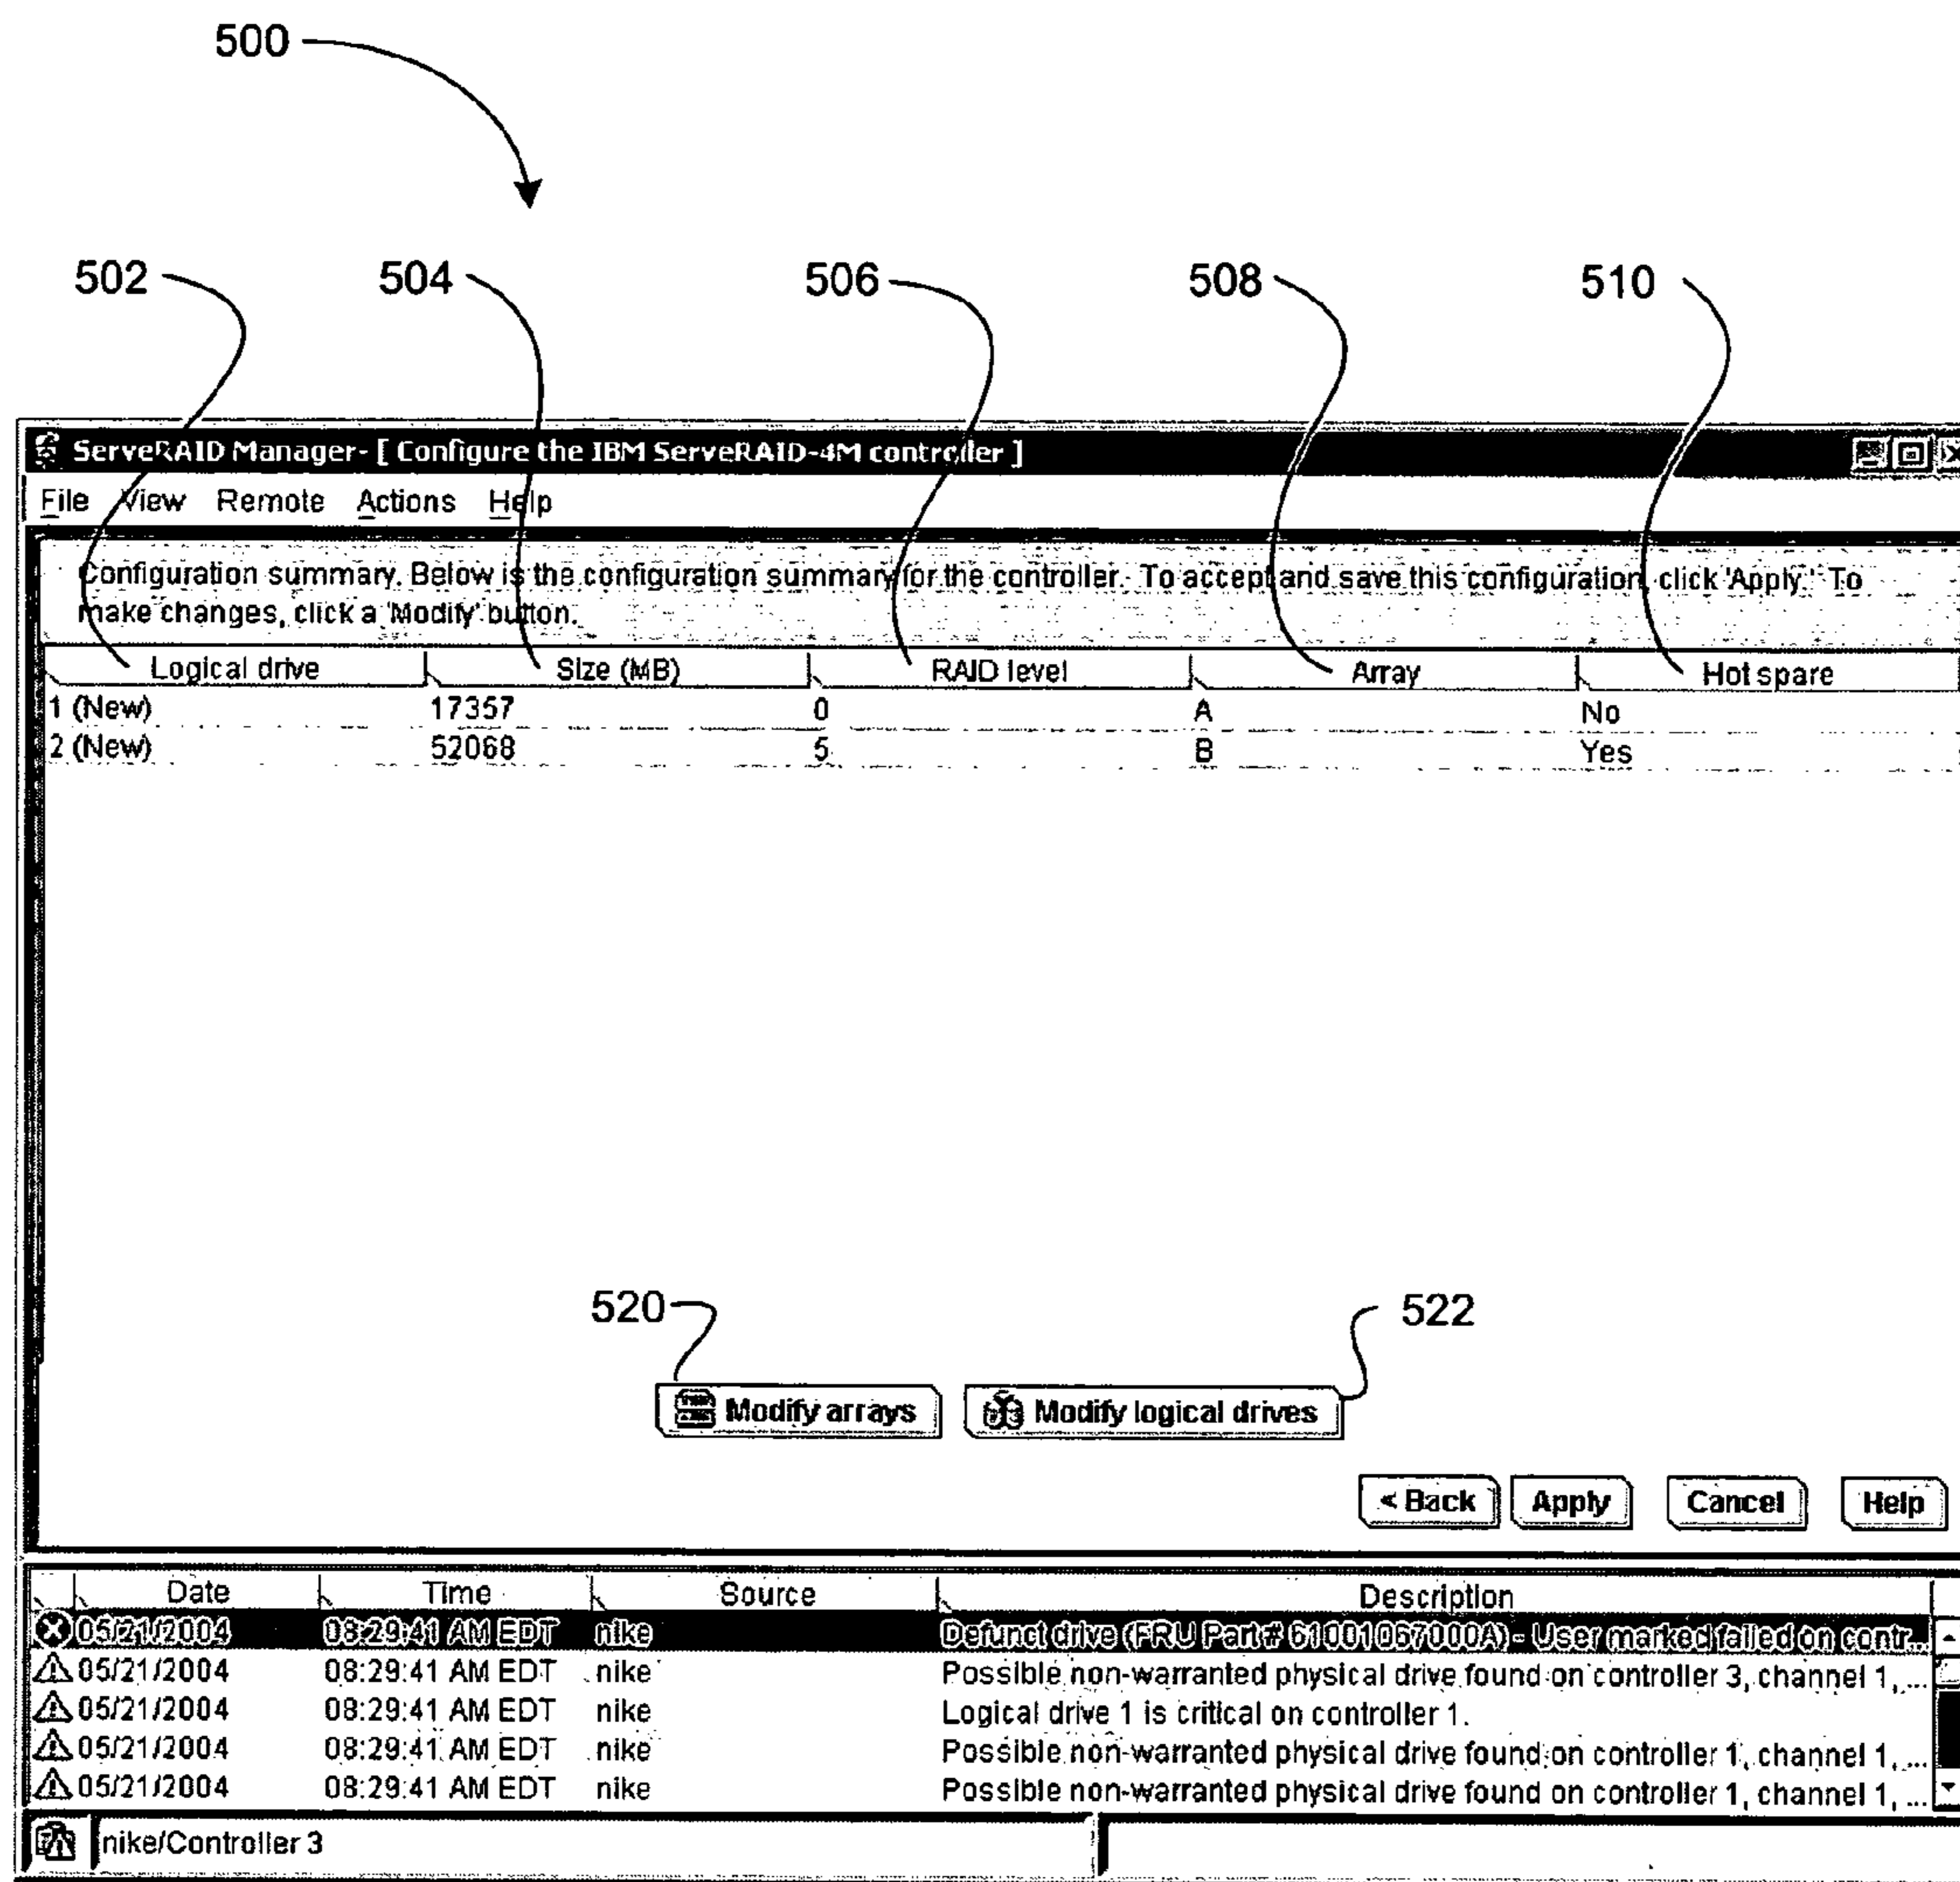 500
502 504 506 508 510
ServeRAID Manager- [ Configure the IBM ServeRAID-4M controller ]
File View Remote Actions Help
Configuration summary. Below is the configuration summary for the controller. To accept and save this configuration, click 'Apply.' To
make changes, click a 'Modify' button.
Logical drive Size (MB) RAID level Array Hot spare
1 (New) 17357 0 A No
2 (New) 52068 5 B Yes
520 522
Modify arrays Modify logical drives
< Back Apply Cancel Help
Date Time Source Description
05/21/2004 08:29:41 AM EDT nike Defunct drive (FRU Part # 61001067000A) - User marked failed on contr...
05/21/2004 08:29:41 AM EDT nike Possible non-warranted physical drive found on controller 3, channel 1, ...
05/21/2004 08:29:41 AM EDT nike Logical drive 1 is critical on controller 1.
05/21/2004 08:29:41 AM EDT nike Possible non-warranted physical drive found on controller 1, channel 1, ...
05/21/2004 08:29:41 AM EDT nike Possible non-warranted physical drive found on controller 1, channel 1, ...
nike/Controller 3